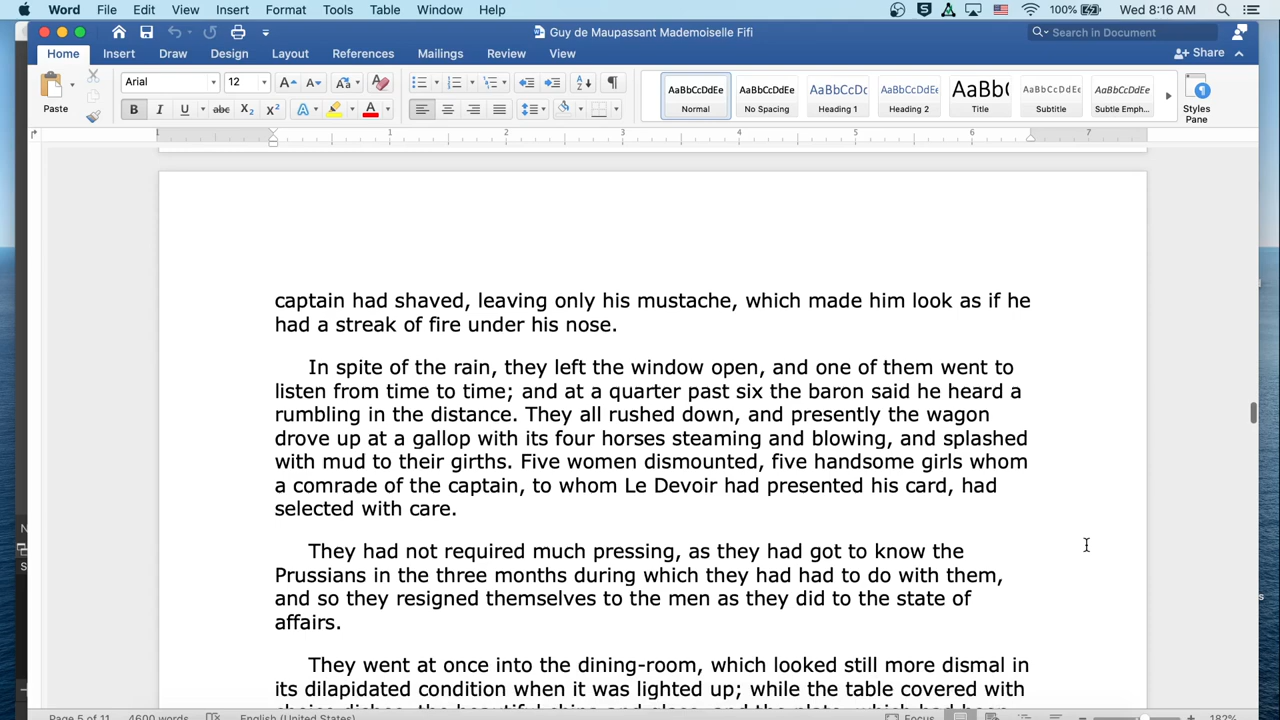 Word File Edit View Insert Format Tools Table Window Help 100% Wed 8:16 AM
Guy de Maupassant Mademoiselle Fifi Search in Document
Home Insert Draw Design Layout References Mailings Review View Share
Paste Arial 12
AaBbCcDdEe AaBbCcDdEe AaBbCcDc AaBbCcDdEe AaBb( AaBbCcDdEe AaBbCcDdEe
Normal No Spacing Heading 1 Heading 2 Title Subtitle Subtle Emph... Styles Pane
1 2 3 4 5 6 7
captain had shaved, leaving only his mustache, which made him look as if he
had a streak of fire under his nose.
In spite of the rain, they left the window open, and one of them went to
listen from time to time; and at a quarter past six the baron said he heard a
rumbling in the distance. They all rushed down, and presently the wagon
drove up at a gallop with its four horses steaming and blowing, and splashed
with mud to their girths. Five women dismounted, five handsome girls whom
a comrade of the captain, to whom Le Devoir had presented his card, had
selected with care.
They had not required much pressing, as they had got to know the
Prussians in the three months during which they had had to do with them,
and so they resigned themselves to the men as they did to the state of
affairs.
They went at once into the dining-room, which looked still more dismal in
its dilapidated condition when it was lighted up; while the table covered with
Page 5 of 11 4600 words English (United States) Focus 182%